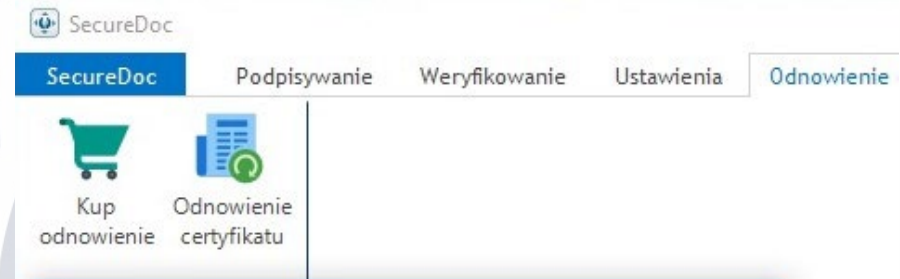 SecureDoc
SecureDoc Podpisywanie Weryfikowanie Ustawienia Odnowienie
Kup odnowienie
Odnowienie certyfikatu